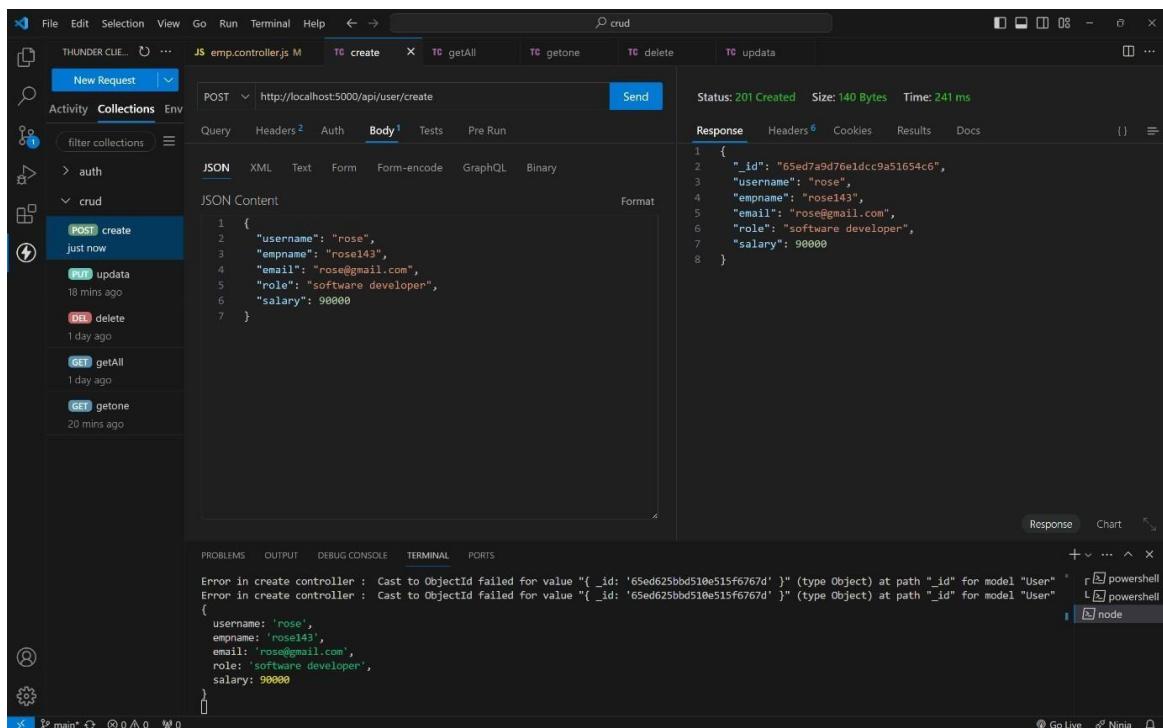 File Edit Selection View Go Run Terminal Help ← → crud
THUNDER CLIE... ...
JS emp.controller.js M TC create × TC getAll TC getone TC delete TC updata
New Request
Activity Collections Env
filter collections
> auth
crud
POST create
just now
PUT updata
18 mins ago
DEL delete
1 day ago
GET getAll
1 day ago
GET getone
20 mins ago
POST http://localhost:5000/api/user/create Send
Query Headers 2 Auth Body 1 Tests Pre Run
JSON XML Text Form Form-encode GraphQL Binary
JSON Content Format
1 {
2 "username": "rose",
3 "empname": "rose143",
4 "email": "rose@gmail.com",
5 "role": "software developer",
6 "salary": 90000
7 }
Status: 201 Created Size: 140 Bytes Time: 241 ms
Response Headers 6 Cookies Results Docs { }
1 {
2 "_id": "65ed7a9d76e1dcc9a51654c6",
3 "username": "rose",
4 "empname": "rose143",
5 "email": "rose@gmail.com",
6 "role": "software developer",
7 "salary": 90000
8 }
Response Chart
PROBLEMS OUTPUT DEBUG CONSOLE TERMINAL PORTS
Error in create controller : Cast to ObjectId failed for value "{ _id: '65ed625bbd510e515f6767d' }" (type Object) at path "_id" for model "User"
Error in create controller : Cast to ObjectId failed for value "{ _id: '65ed625bbd510e515f6767d' }" (type Object) at path "_id" for model "User"
{
username: 'rose',
empname: 'rose143',
email: 'rose@gmail.com',
role: 'software developer',
salary: 90000
}
powershell
powershell
node
main* 0 0 0 Go Live Ninja